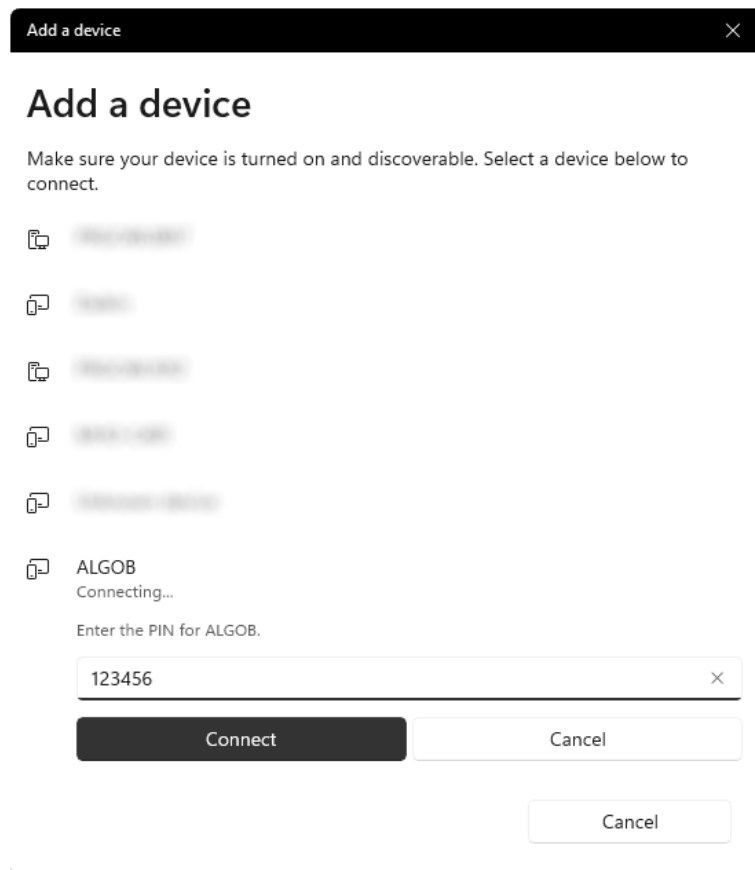 Add a device
Add a device
Make sure your device is turned on and discoverable. Select a device below to
connect.
ALGOB
Connecting...
Enter the PIN for ALGOB.
123456
Connect
Cancel
Cancel